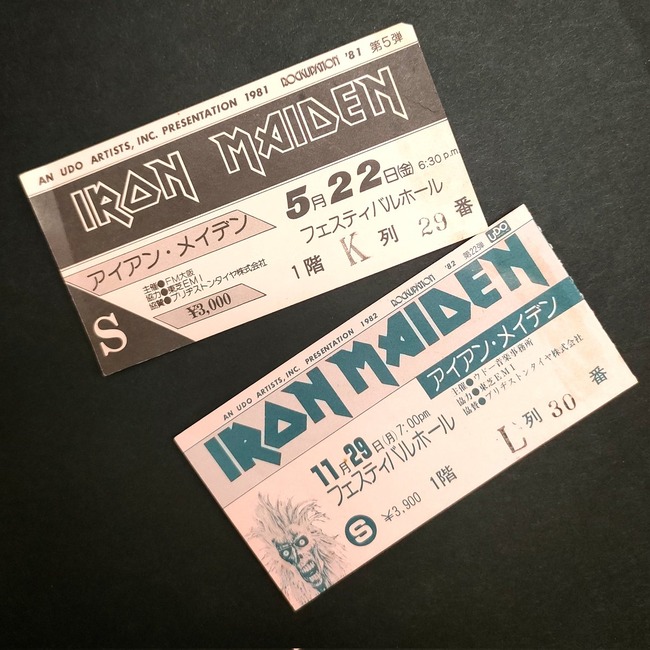 AN UDO ARTISTS, INC. PRESENTATION 1981 ROCKUPATION '81 第5弾
IRON MAIDEN
5月22日(金) 6:30 p.m.
アイアン・メイデン
フェスティバルホール
主催●FM大阪
協力●東芝EMI
協賛●ブリヂストンタイヤ株式会社
1階 K 列 29 番
¥3,000
S
UDO
AN UDO ARTISTS, INC. PRESENTATION 1982 ROCKUPATION '82 第22弾
IRON MAIDEN
アイアン・メイデン
主催●ウドー音楽事務所
協力●東芝EMI
協賛●ブリヂストンタイヤ株式会社
11月29日(月) 7:00pm
フェスティバルホール
S ¥3,900 1階 L 列 30 番